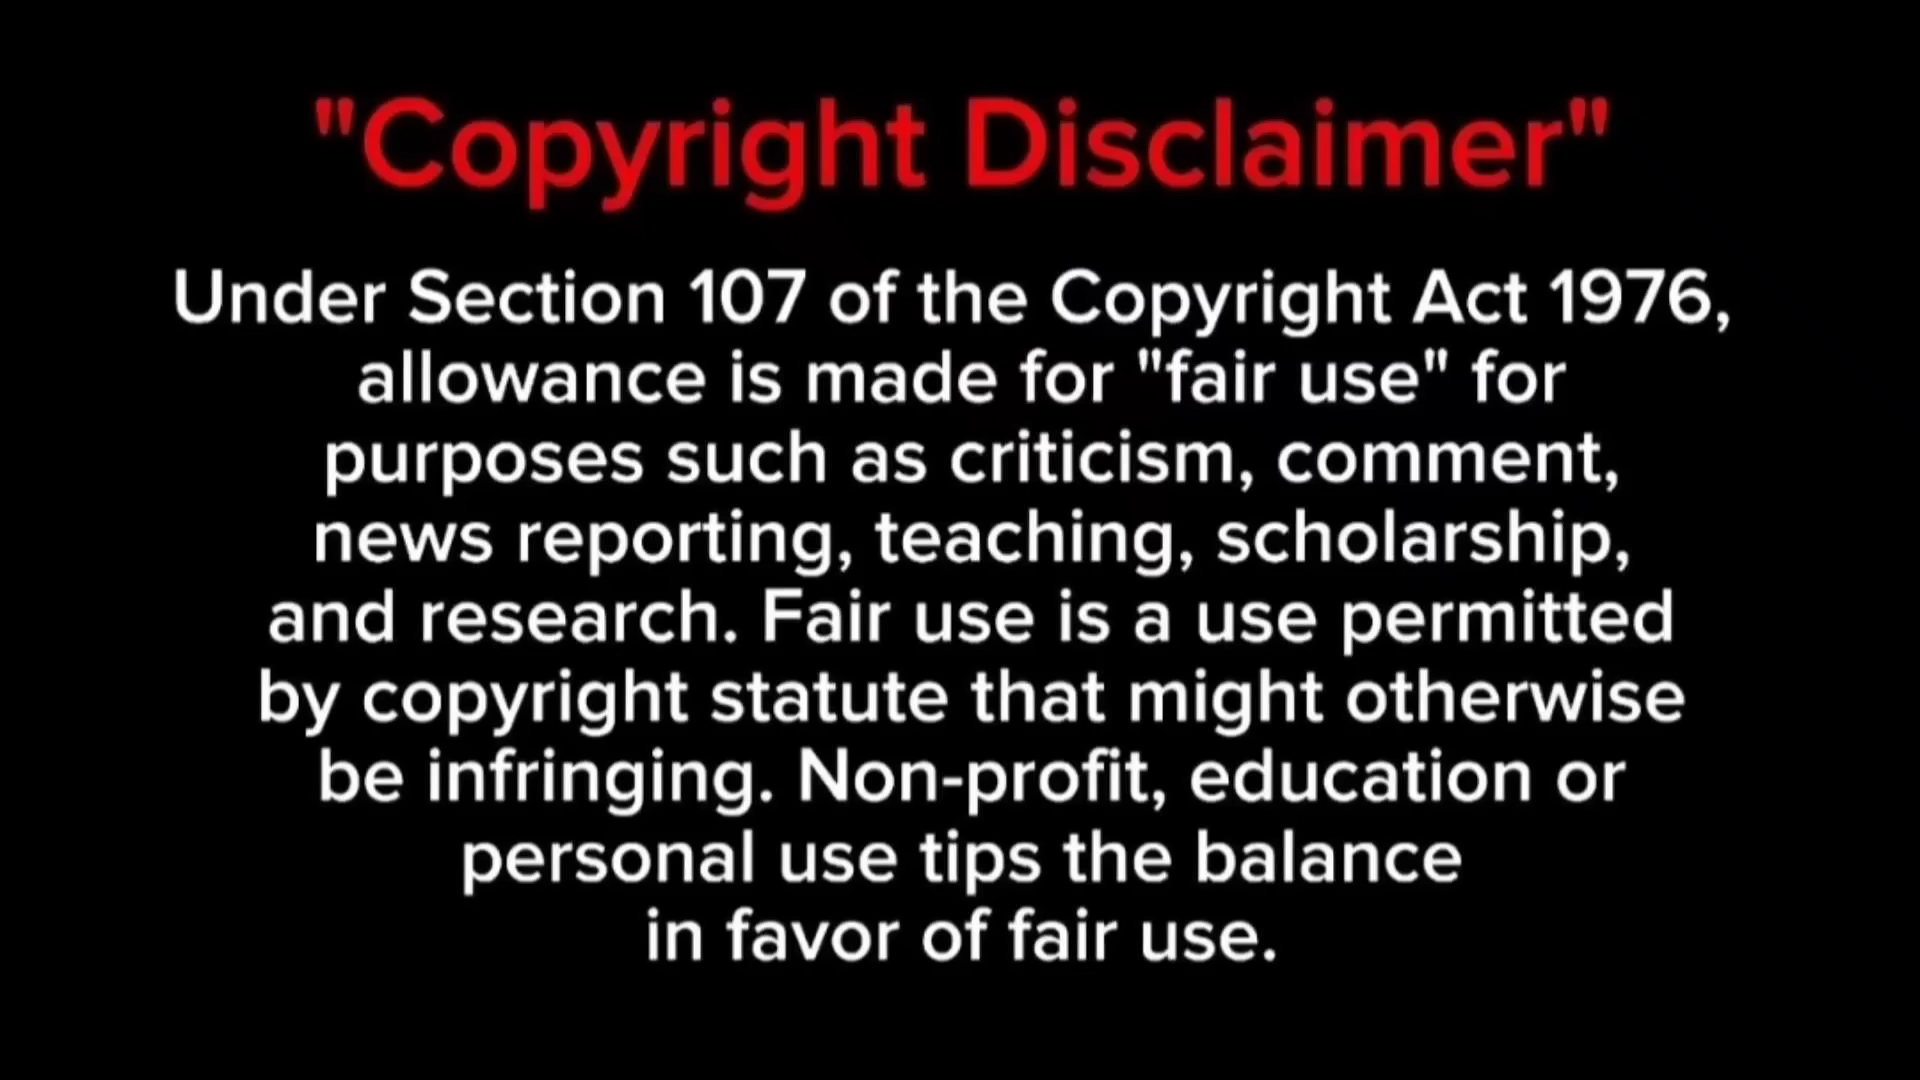 "Copyright Disclaimer"
Under Section 107 of the Copyright Act 1976,
allowance is made for "fair use" for
purposes such as criticism, comment,
news reporting, teaching, scholarship,
and research. Fair use is a use permitted
by copyright statute that might otherwise
be infringing. Non-profit, education or
personal use tips the balance
in favor of fair use.